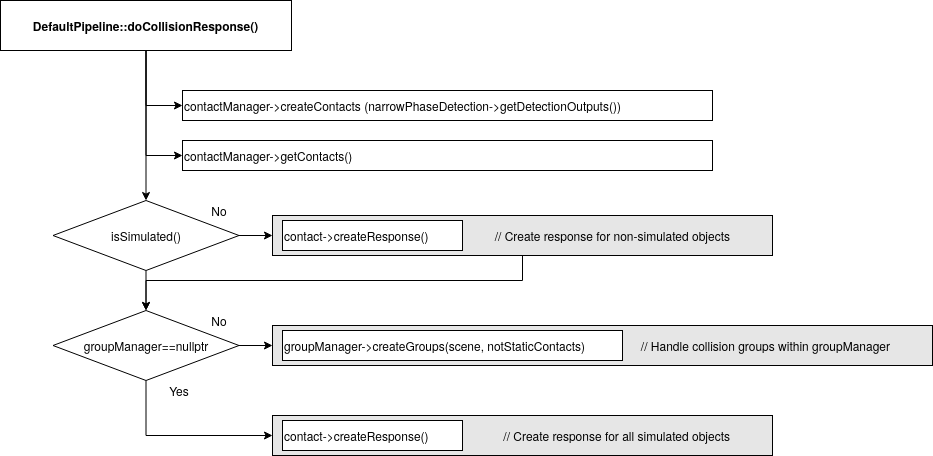 DefaultPipeline::doCollisionResponse()
contactManager->createContacts (narrowPhaseDetection->getDetectionOutputs())
contactManager->getContacts()
No
isSimulated()
contact->createResponse()
// Create response for non-simulated objects
No
groupManager==nullptr
groupManager->createGroups(scene, notStaticContacts)
// Handle collision groups within groupManager
Yes
contact->createResponse()
// Create response for all simulated objects